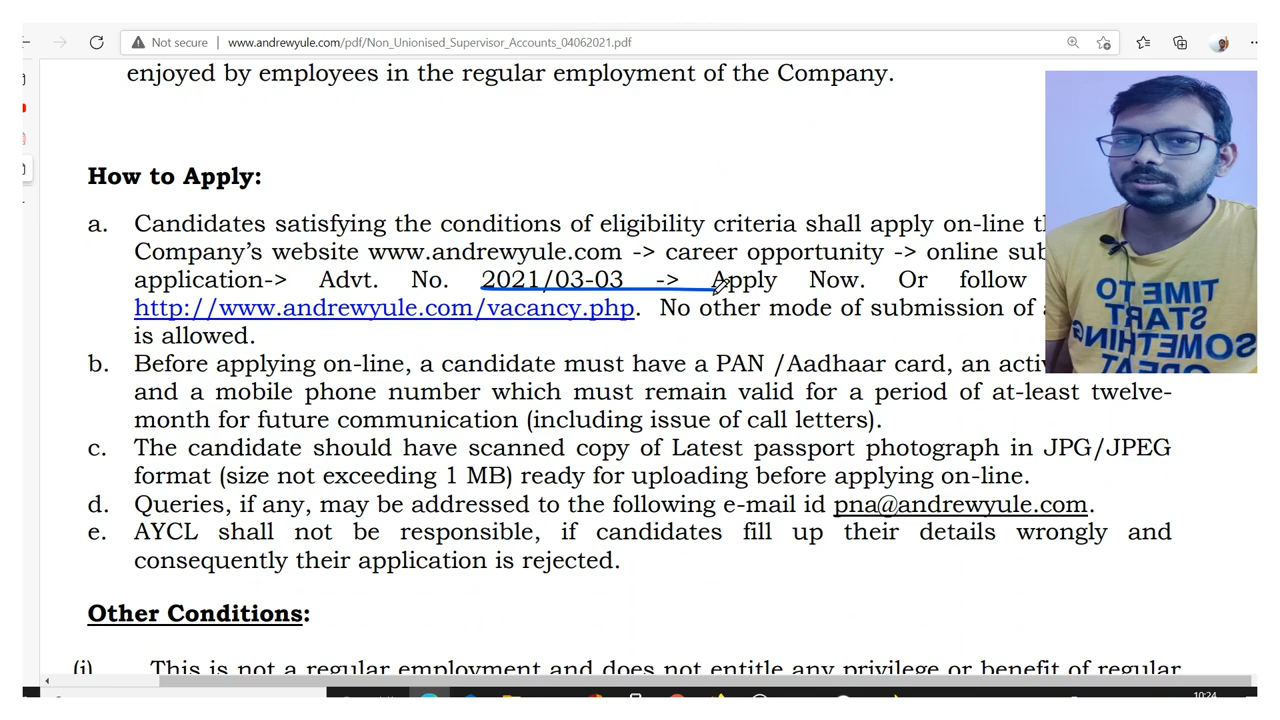 Not secure www.andrewyule.com/pdf/Non_Unionised_Supervisor_Accounts_04062021.pdf
enjoyed by employees in the regular employment of the Company.
How to Apply:
a. Candidates satisfying the conditions of eligibility criteria shall apply on-line
Company's website www.andrewyule.com -> career opportunity -> online
application-> Advt. No. 2021/03-03 -> Apply Now. Or follow
http://www.andrewyule.com/vacancy.php. No other mode of submission of
is allowed.
b. Before applying on-line, a candidate must have a PAN /Aadhaar card, an
and a mobile phone number which must remain valid for a period of at-least twelve-
month for future communication (including issue of call letters).
c. The candidate should have scanned copy of Latest passport photograph in JPG/JPEG
format (size not exceeding 1 MB) ready for uploading before applying on-line.
d. Queries, if any, may be addressed to the following e-mail id pna@andrewyule.com.
e. AYCL shall not be responsible, if candidates fill up their details wrongly and
consequently their application is rejected.
Other Conditions:
(i) This is not a regular employment and does not entitle any privilege or benefit of regular
TIME TO
START
SOMETHING
GREAT
10:24